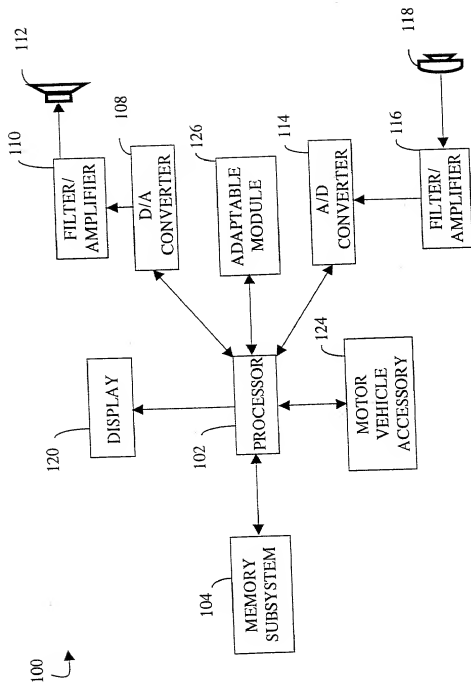 100
112
110
FILTER/
AMPLIFIER
108
D/A
CONVERTER
120
DISPLAY
126
ADAPTABLE
MODULE
102
PROCESSOR
104
MEMORY
SUBSYSTEM
114
A/D
CONVERTER
124
MOTOR
VEHICLE
ACCESSORY
116
FILTER/
AMPLIFIER
118